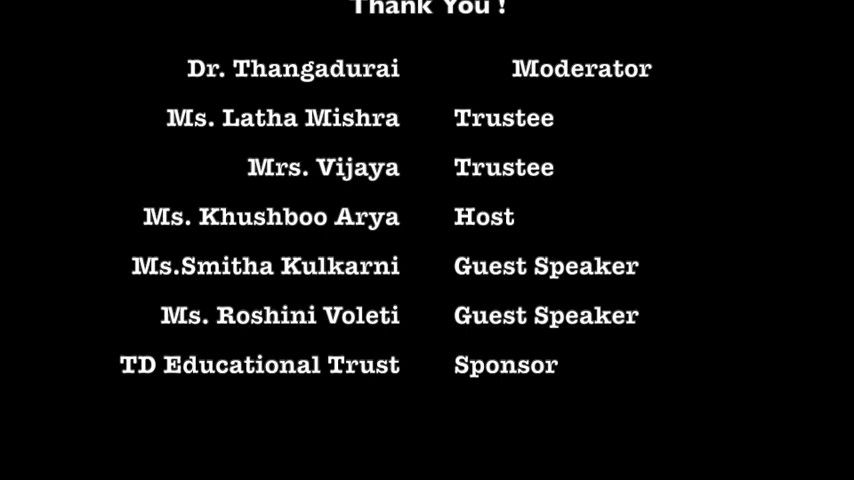 Thank You !
Dr. Thangadurai Moderator
Ms. Latha Mishra Trustee
Mrs. Vijaya Trustee
Ms. Khushboo Arya Host
Ms.Smitha Kulkarni Guest Speaker
Ms. Roshini Voleti Guest Speaker
TD Educational Trust Sponsor